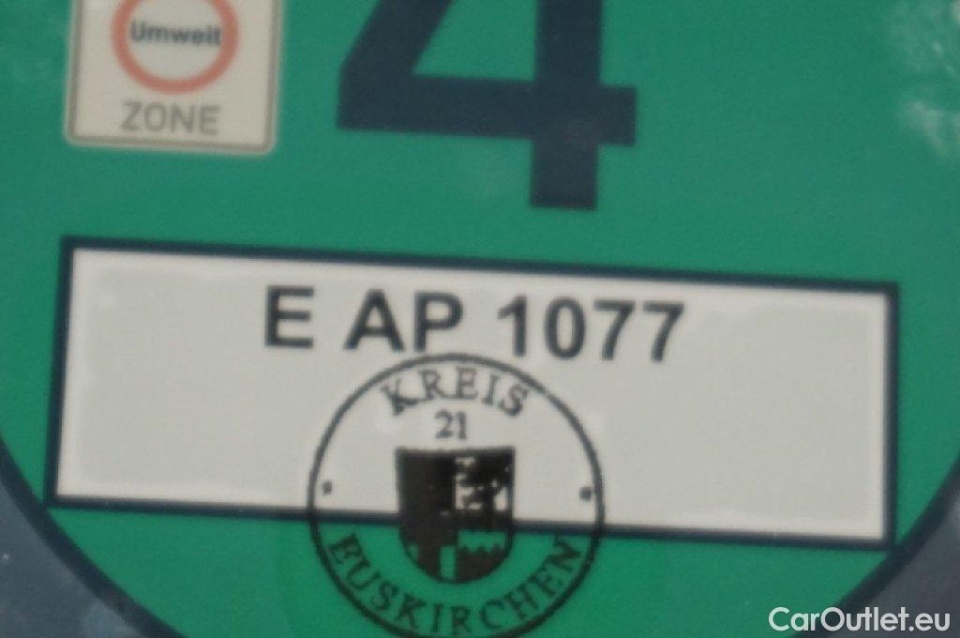 Umwelt
ZONE
4
E AP 1077
KREIS
21
EUSKIRCHEN
CarOutlet.eu